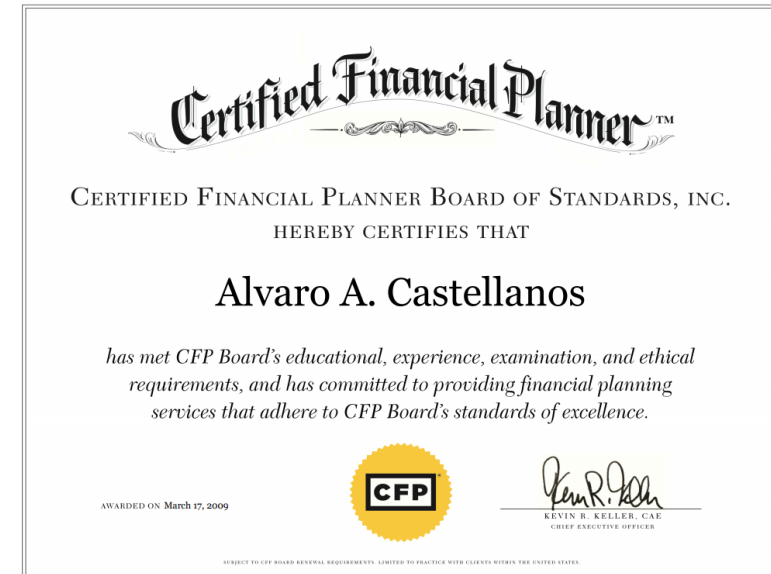 Certified Financial Planner™
CERTIFIED FINANCIAL PLANNER BOARD OF STANDARDS, INC.
HEREBY CERTIFIES THAT
Alvaro A. Castellanos
has met CFP Board's educational, experience, examination, and ethical
requirements, and has committed to providing financial planning
services that adhere to CFP Board's standards of excellence.
AWARDED ON March 17, 2009
CFP®
Kevin R. Keller
KEVIN R. KELLER, CAE
CHIEF EXECUTIVE OFFICER
SUBJECT TO CFP BOARD RENEWAL REQUIREMENTS. LIMITED TO PRACTICE WITH CLIENTS WITHIN THE UNITED STATES.